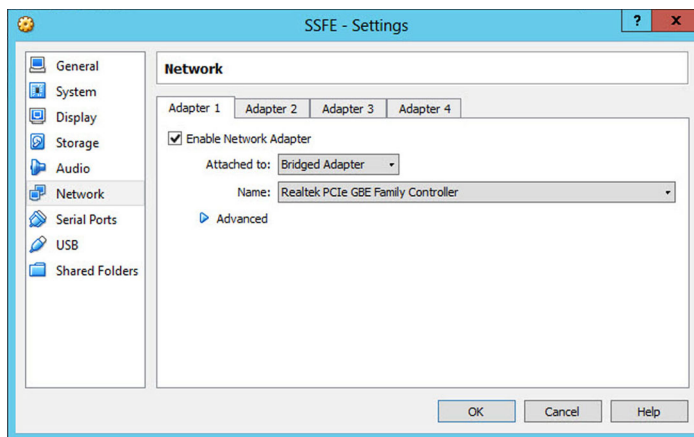 SSFE - Settings
? x
General
System
Display
Storage
Audio
Network
Serial Ports
USB
Shared Folders
Network
Adapter 1 Adapter 2 Adapter 3 Adapter 4
Enable Network Adapter
Attached to: Bridged Adapter
Name: Realtek PCIe GBE Family Controller
Advanced
OK Cancel Help